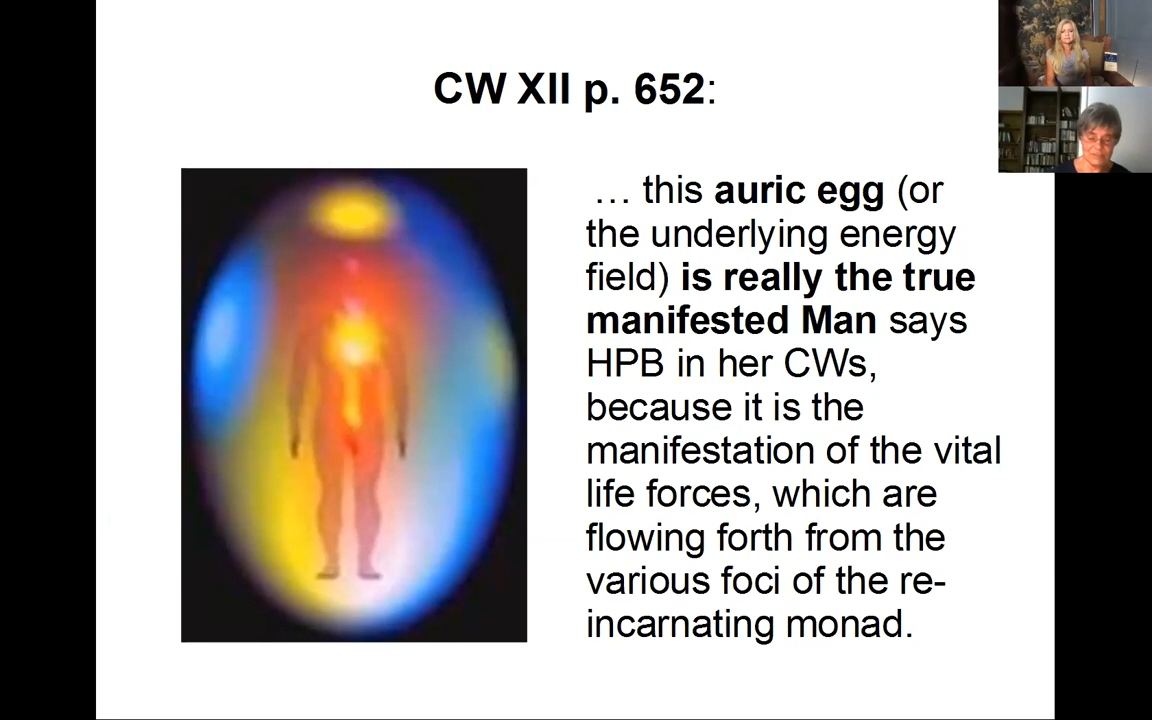 CW XII p. 652:
… this auric egg (or
the underlying energy
field) is really the true
manifested Man says
HPB in her CWs,
because it is the
manifestation of the vital
life forces, which are
flowing forth from the
various foci of the re-
incarnating monad.